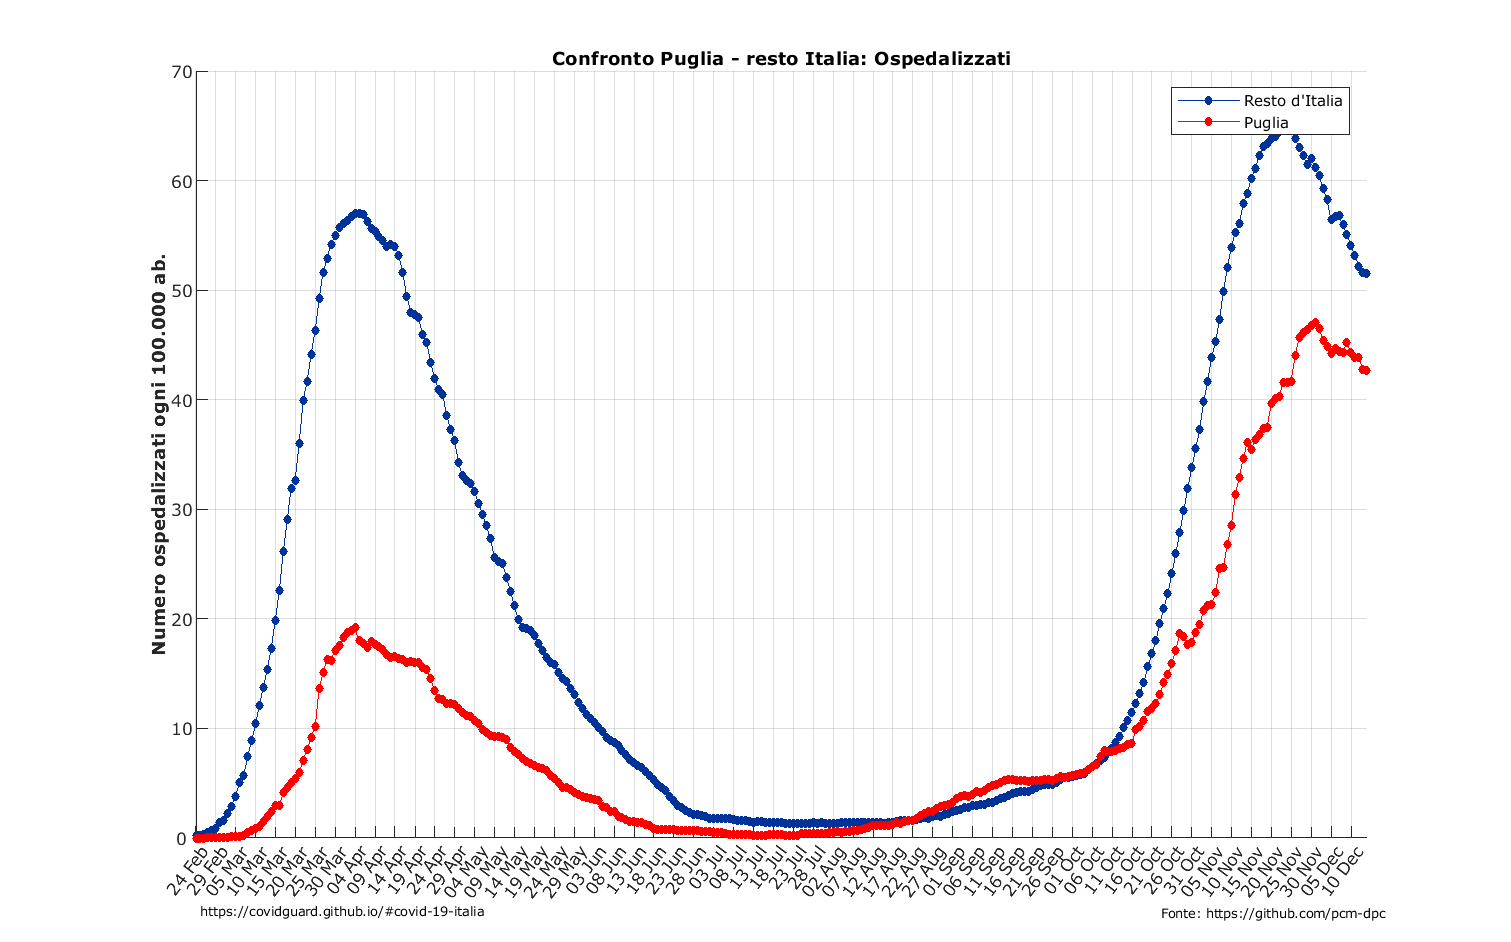 Confronto Puglia - resto Italia: Ospedalizzati
Numero ospedalizzati ogni 100.000 ab.
70
60
50
40
30
20
10
0
Resto d'Italia
Puglia
24 Feb
29 Feb
05 Mar
10 Mar
15 Mar
20 Mar
25 Mar
30 Mar
04 Apr
09 Apr
14 Apr
19 Apr
24 Apr
29 Apr
04 May
09 May
14 May
19 May
24 May
29 May
03 Jun
08 Jun
13 Jun
18 Jun
23 Jun
28 Jun
03 Jul
08 Jul
13 Jul
18 Jul
23 Jul
28 Jul
02 Aug
07 Aug
12 Aug
17 Aug
22 Aug
27 Aug
01 Sep
06 Sep
11 Sep
16 Sep
21 Sep
26 Sep
01 Oct
06 Oct
11 Oct
16 Oct
21 Oct
26 Oct
31 Oct
05 Nov
10 Nov
15 Nov
20 Nov
25 Nov
30 Nov
05 Dec
10 Dec
https://covidguard.github.io/#covid-19-italia
Fonte: https://github.com/pcm-dpc